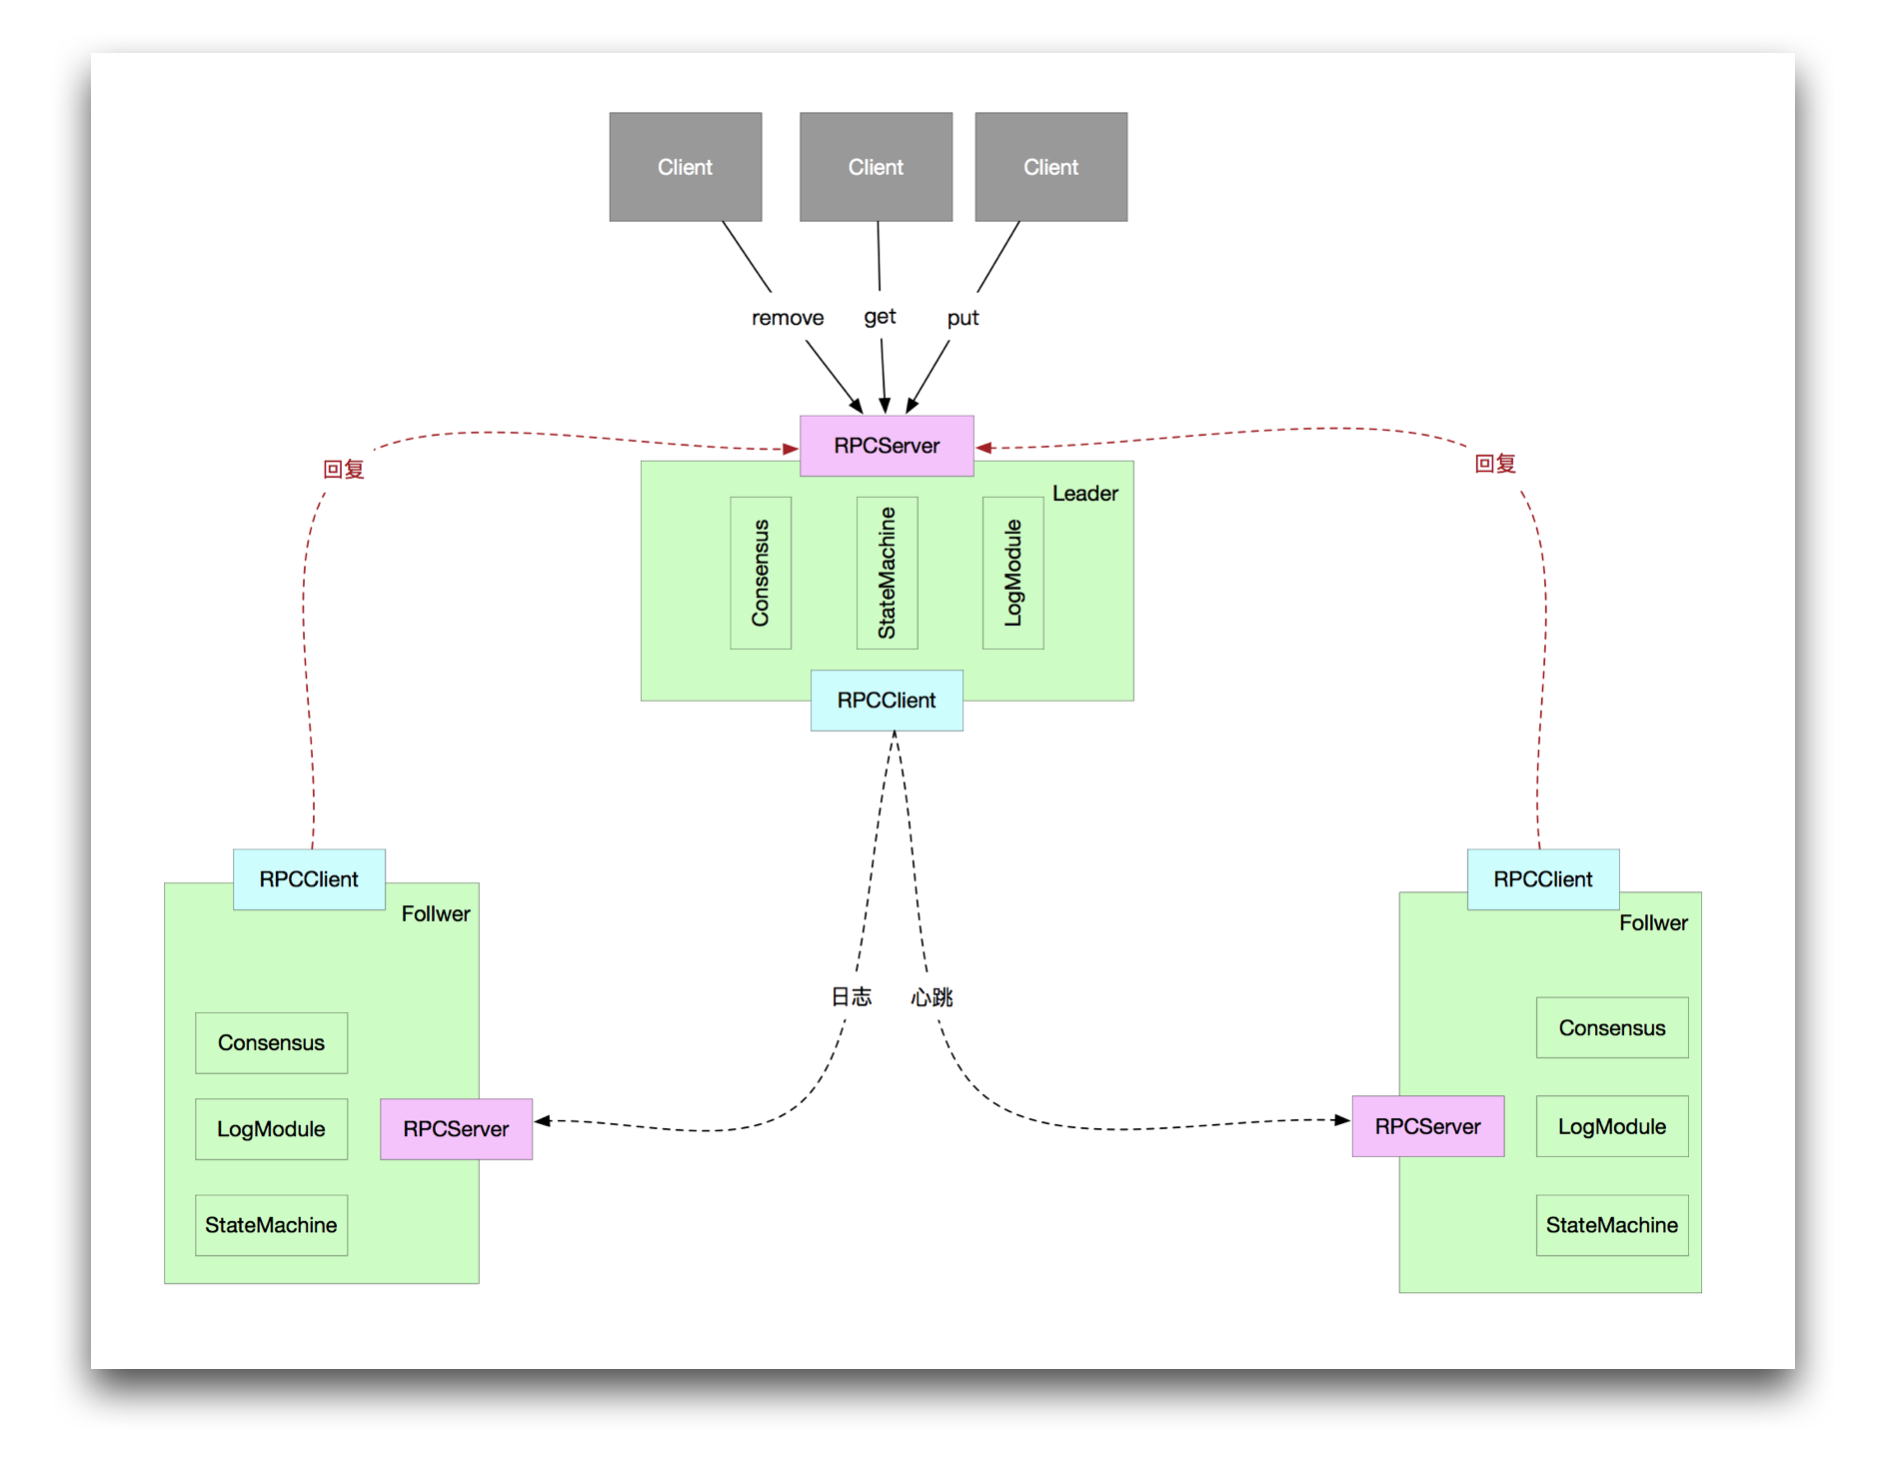 Client
Client
Client
remove
get
put
RPCServer
回复
回复
Leader
Consensus
StateMachine
LogModule
RPCClient
RPCClient
Follwer
RPCClient
Follwer
日志
心跳
Consensus
LogModule
StateMachine
RPCServer
Consensus
RPCServer
LogModule
StateMachine